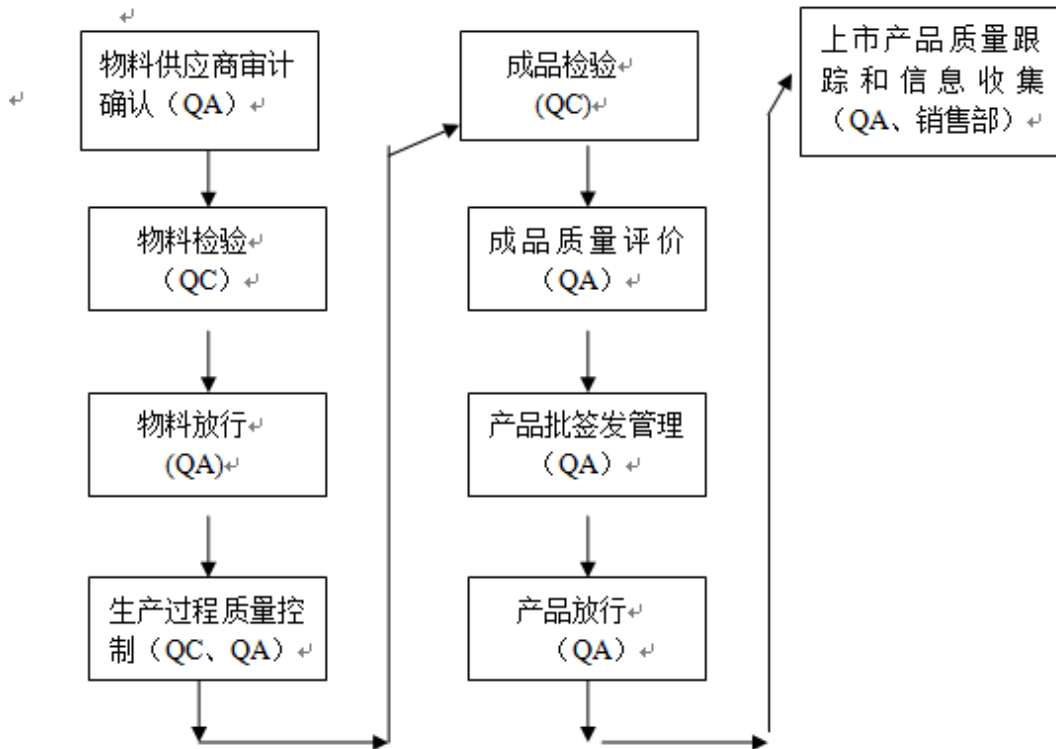 物料供应商审计
确认（QA）
物料检验
（QC）
物料放行
(QA)
生产过程质量控
制（QC、QA）
成品检验
(QC)
成品质量评价
（QA）
产品批签发管理
（QA）
产品放行
（QA）
上市产品质量跟
踪和信息收集
（QA、销售部）